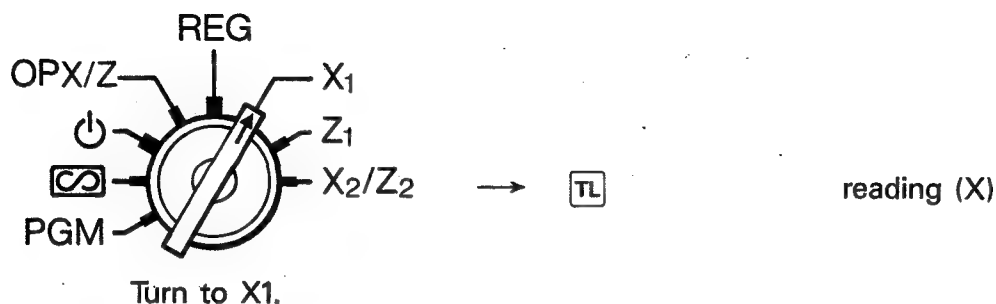 REG
OPX/Z
X1
Z1
X2/Z2
PGM
→ TL reading (X)
Turn to X1.